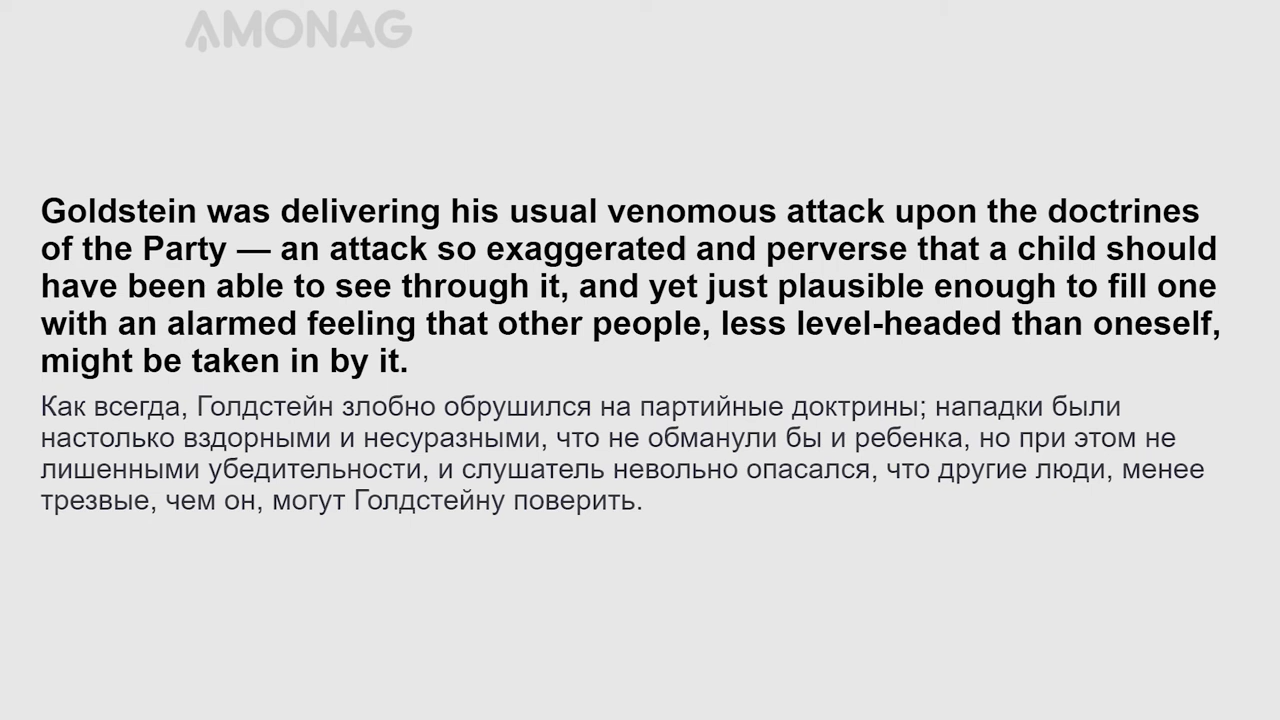 AMONAG
Goldstein was delivering his usual venomous attack upon the doctrines
of the Party — an attack so exaggerated and perverse that a child should
have been able to see through it, and yet just plausible enough to fill one
with an alarmed feeling that other people, less level-headed than oneself,
might be taken in by it.
Как всегда, Голдстейн злобно обрушился на партийные доктрины; нападки были
настолько вздорными и несуразными, что не обманули бы и ребенка, но при этом не
лишенными убедительности, и слушатель невольно опасался, что другие люди, менее
трезвые, чем он, могут Голдстейну поверить.